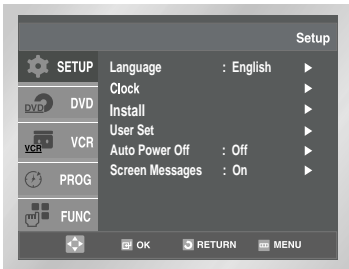 Setup
SETUP
DVD DVD
VCR VCR
PROG
FUNC
Language : English
Clock
Install
User Set
Auto Power Off : Off
Screen Messages : On
OK RETURN MENU